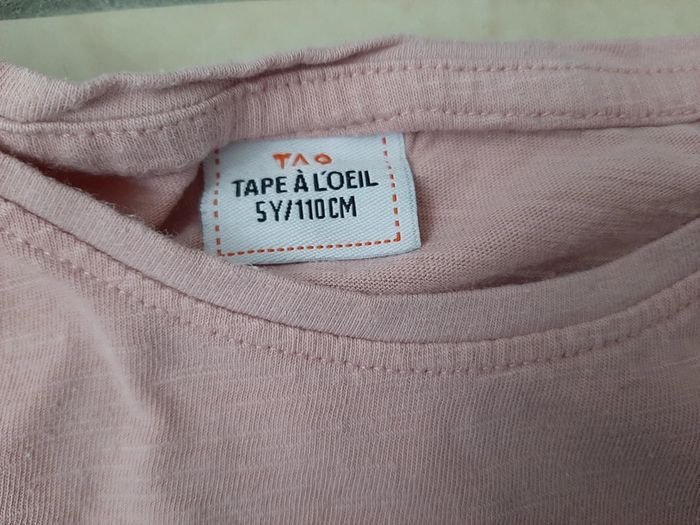 TAO
TAPE À L'OEIL
5Y/110CM